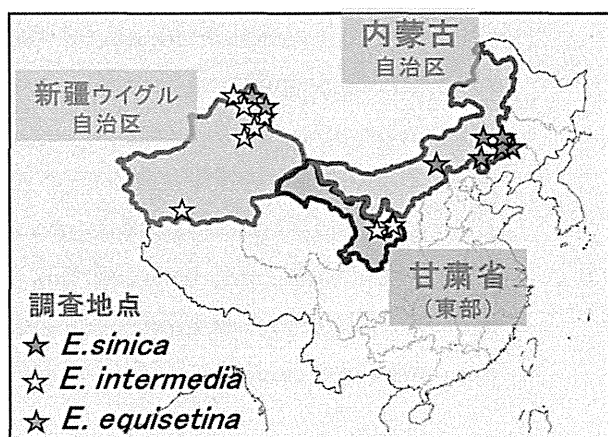 内蒙古
自治区
新疆ウイグル
自治区
甘粛省
（東部）
調査地点
☆ E.sinica
☆ E. intermedia
☆ E. equisetina